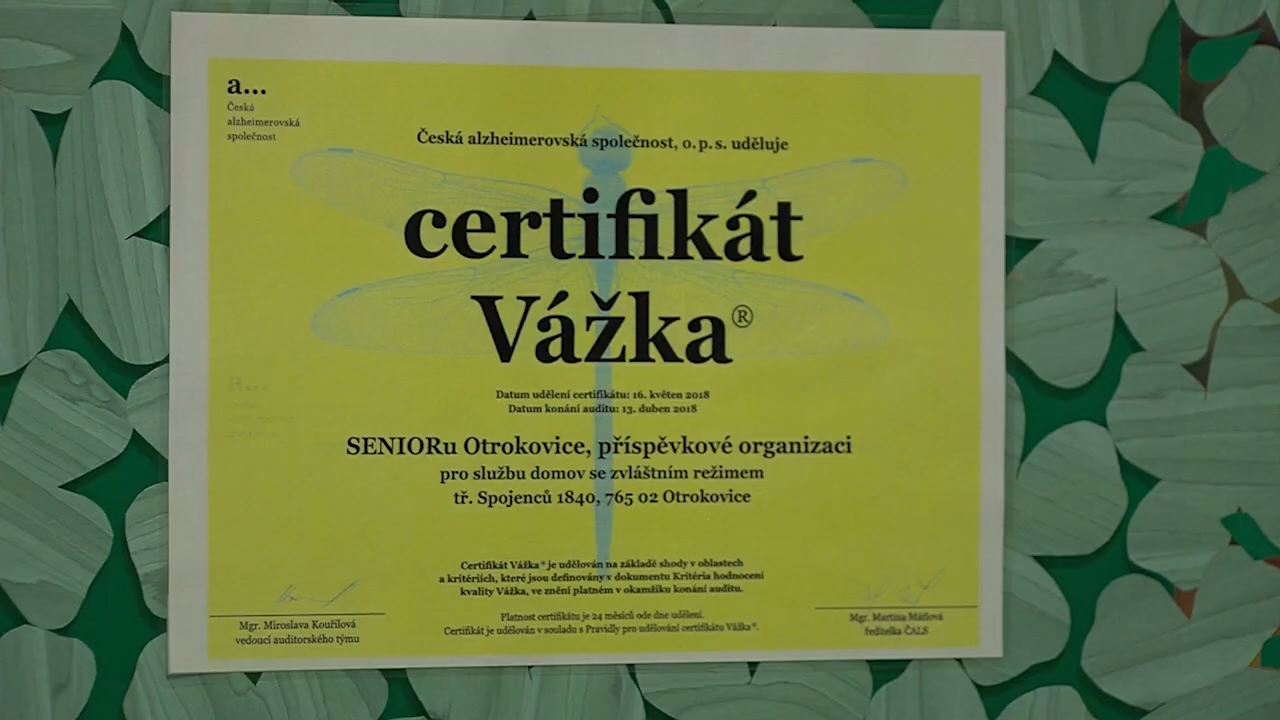 a...
Česká
alzheimerovská
společnost
Česká alzheimerovská společnost, o. p. s. uděluje
certifikát
Vážka®
Datum udělení certifikátu: 16. květen 2018
Datum konání auditu: 13. duben 2018
SENIORu Otrokovice, příspěvkové organizaci
pro službu domov se zvláštním režimem
tř. Spojenců 1840, 765 02 Otrokovice
Certifikát Vážka® je udělován na základě shody v oblastech
a kritériích, které jsou definovány v dokumentu Kritéria hodnocení
kvality Vážka, ve znění platném v okamžiku konání auditu.
Platnost certifikátu je 24 měsíců ode dne udělení.
Certifikát je udělován v souladu s Pravidly pro udělování certifikátu Vážka®.
Mgr. Miroslava Kouřilová
vedoucí auditorského týmu
Mgr. Martina Mátlová
ředitelka ČALS